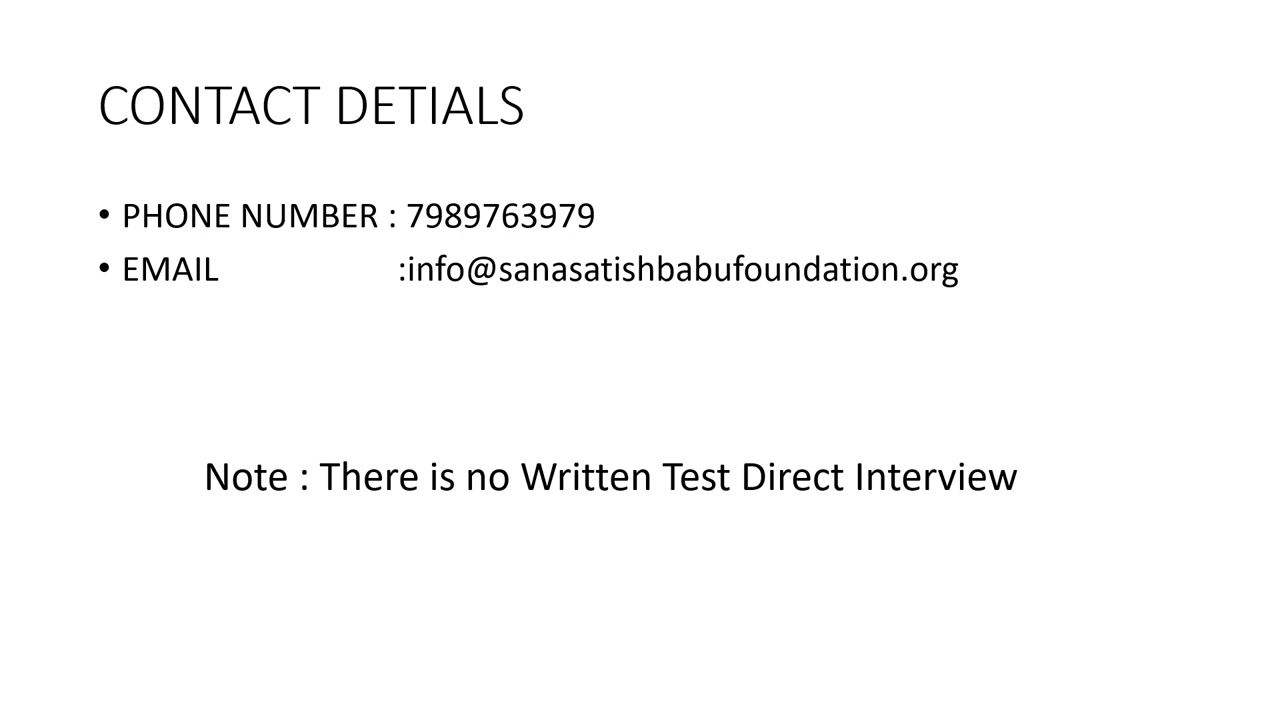 CONTACT DETIALS
• PHONE NUMBER : 7989763979
• EMAIL :info@sanasatishbabufoundation.org
Note : There is no Written Test Direct Interview